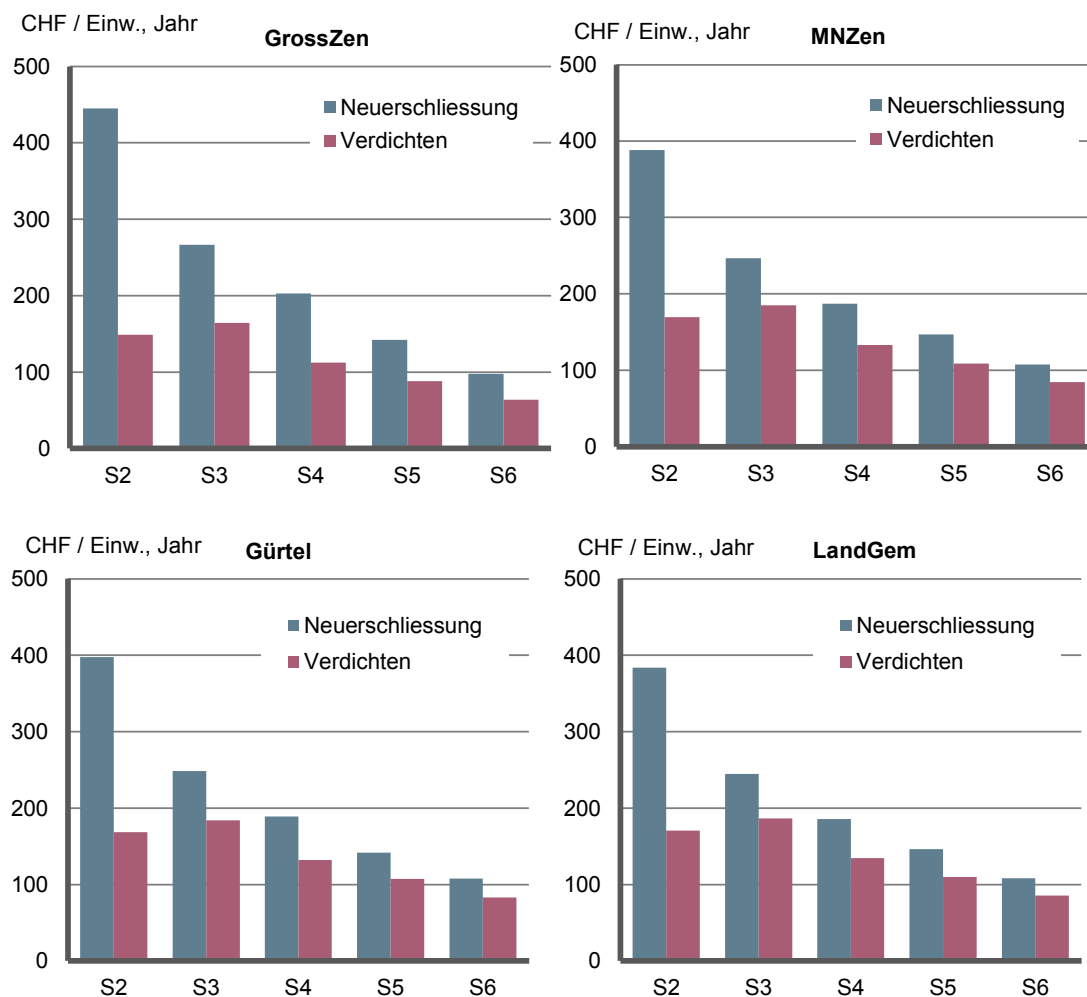 CHF / Einw., Jahr
GrossZen
500
400
300
200
100
0
Neuerschliessung
Verdichten
S2 S3 S4 S5 S6
CHF / Einw., Jahr
MNZen
500
400
300
200
100
0
Neuerschliessung
Verdichten
S2 S3 S4 S5 S6
CHF / Einw., Jahr
Gürtel
500
400
300
200
100
0
Neuerschliessung
Verdichten
S2 S3 S4 S5 S6
CHF / Einw., Jahr
LandGem
500
400
300
200
100
0
Neuerschliessung
Verdichten
S2 S3 S4 S5 S6